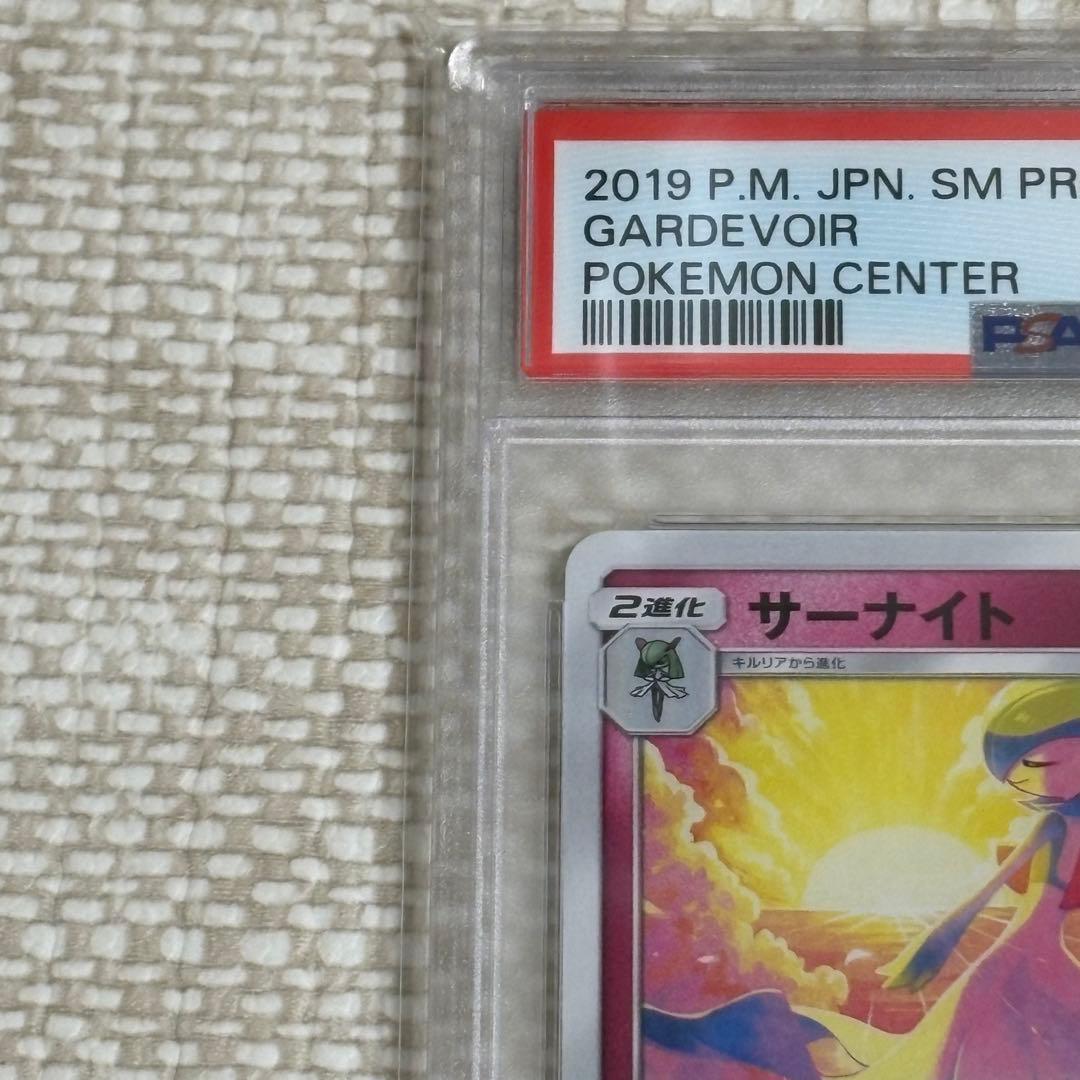 2019 P.M. JPN. SM PR
GARDEVOIR
POKEMON CENTER
PSA
2進化
サーナイト
キルリアから進化